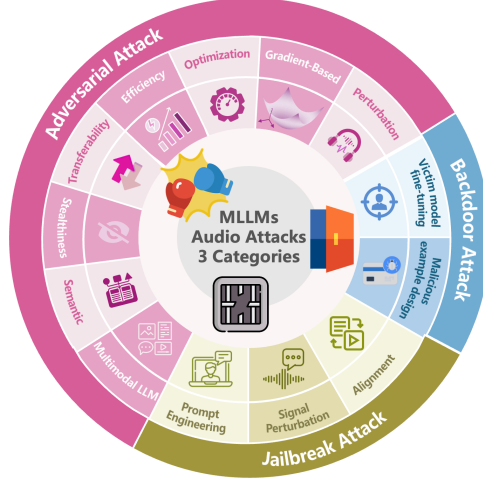 Adversarial Attack
Multimodal LLM
Semantic
Stealthiness
Transferability
Efficiency
Optimization
Gradient-Based
Perturbation
Backdoor Attack
Victim model
fine-tuning
Malicious
example design
Jailbreak Attack
Alignment
Signal
Perturbation
Prompt
Engineering
MLLMs
Audio Attacks
3 Categories